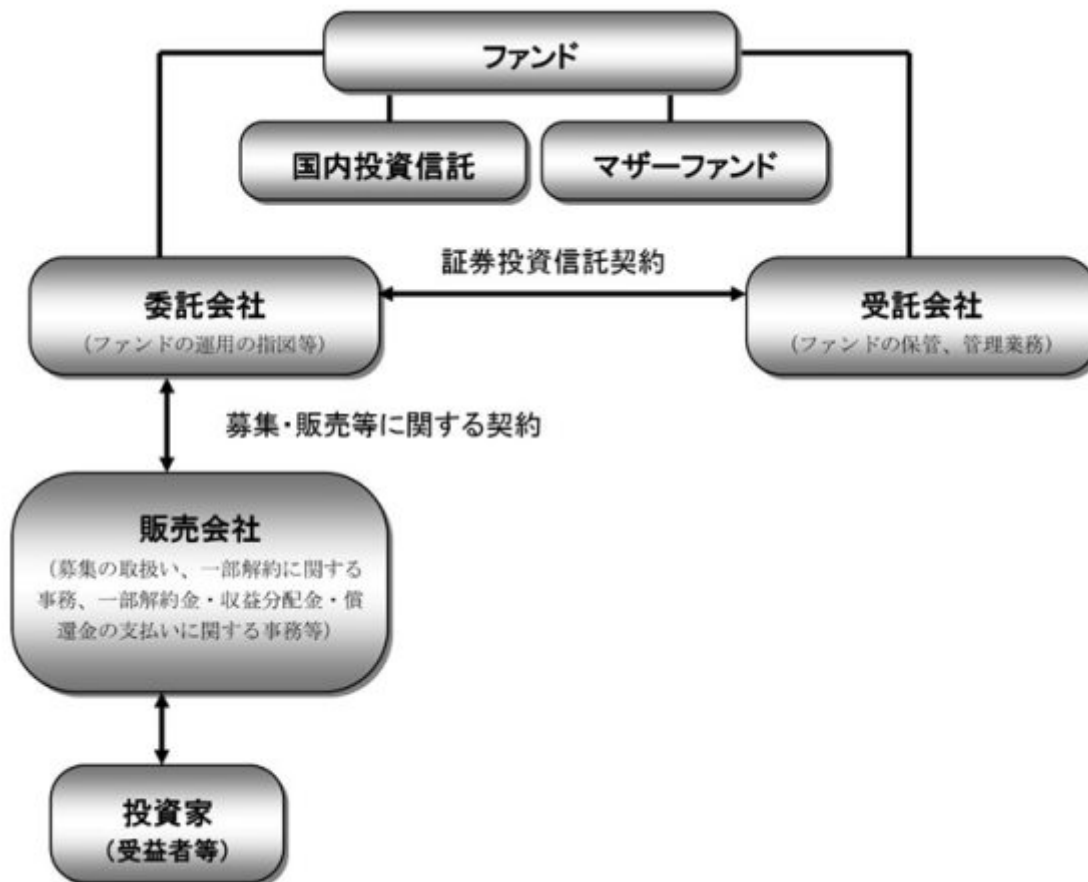 ファンド
国内投資信託
マザーファンド
証券投資信託契約
委託会社
（ファンドの運用の指図等）
受託会社
（ファンドの保管、管理業務）
募集・販売等に関する契約
販売会社
（募集の取扱い、一部解約に関する
事務、一部解約金・収益分配金・償
還金の支払いに関する事務等）
投資家
（受益者等）